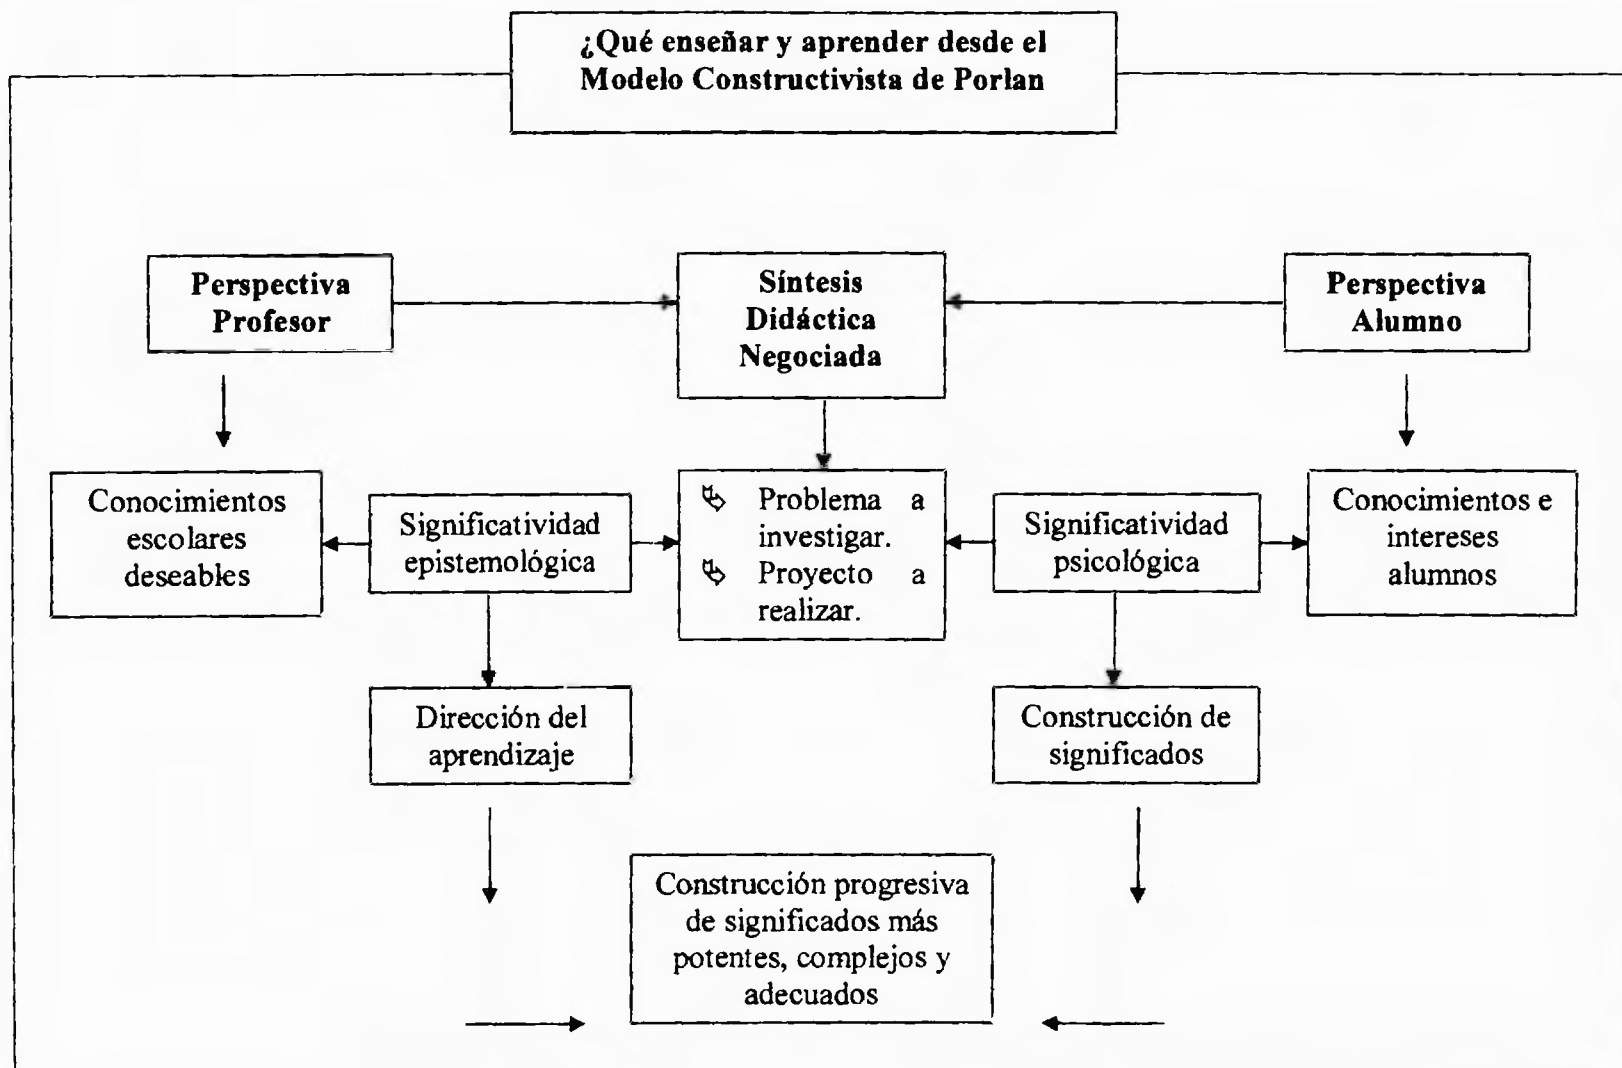 ¿Qué enseñar y aprender desde el
Modelo Constructivista de Porlan
Perspectiva
Profesor
Síntesis
Didáctica
Negociada
Perspectiva
Alumno
Conocimientos
escolares
deseables
Significatividad
epistemológica
Problema a
investigar.
Proyecto a
realizar.
Significatividad
psicológica
Conocimientos e
intereses
alumnos
Dirección del
aprendizaje
Construcción de
significados
Construcción progresiva
de significados más
potentes, complejos y
adecuados